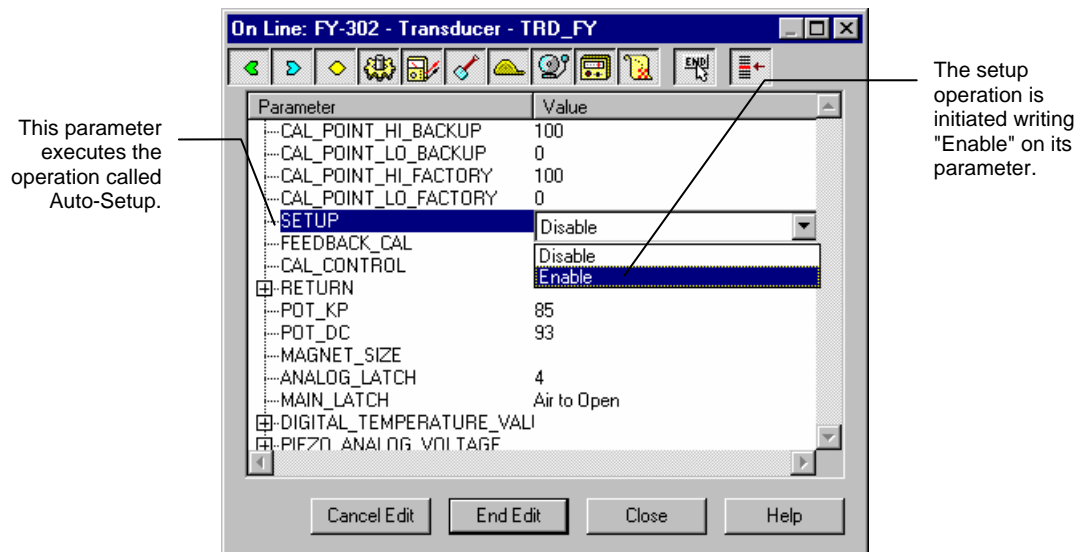 On Line: FY-302 - Transducer - TRD_FY
END
Parameter Value
CAL_POINT_HI_BACKUP 100
CAL_POINT_LO_BACKUP 0
CAL_POINT_HI_FACTORY 100
CAL_POINT_LO_FACTORY 0
SETUP Disable
FEEDBACK_CAL Disable
CAL_CONTROL Enable
RETURN
POT_KP 85
POT_DC 93
MAGNET_SIZE
ANALOG_LATCH 4
MAIN_LATCH Air to Open
DIGITAL_TEMPERATURE_VAL
PIEZO_ANALOG_VOLTAGE
Cancel Edit End Edit Close Help
This parameter
executes the
operation called
Auto-Setup.
The setup
operation is
initiated writing
"Enable" on its
parameter.